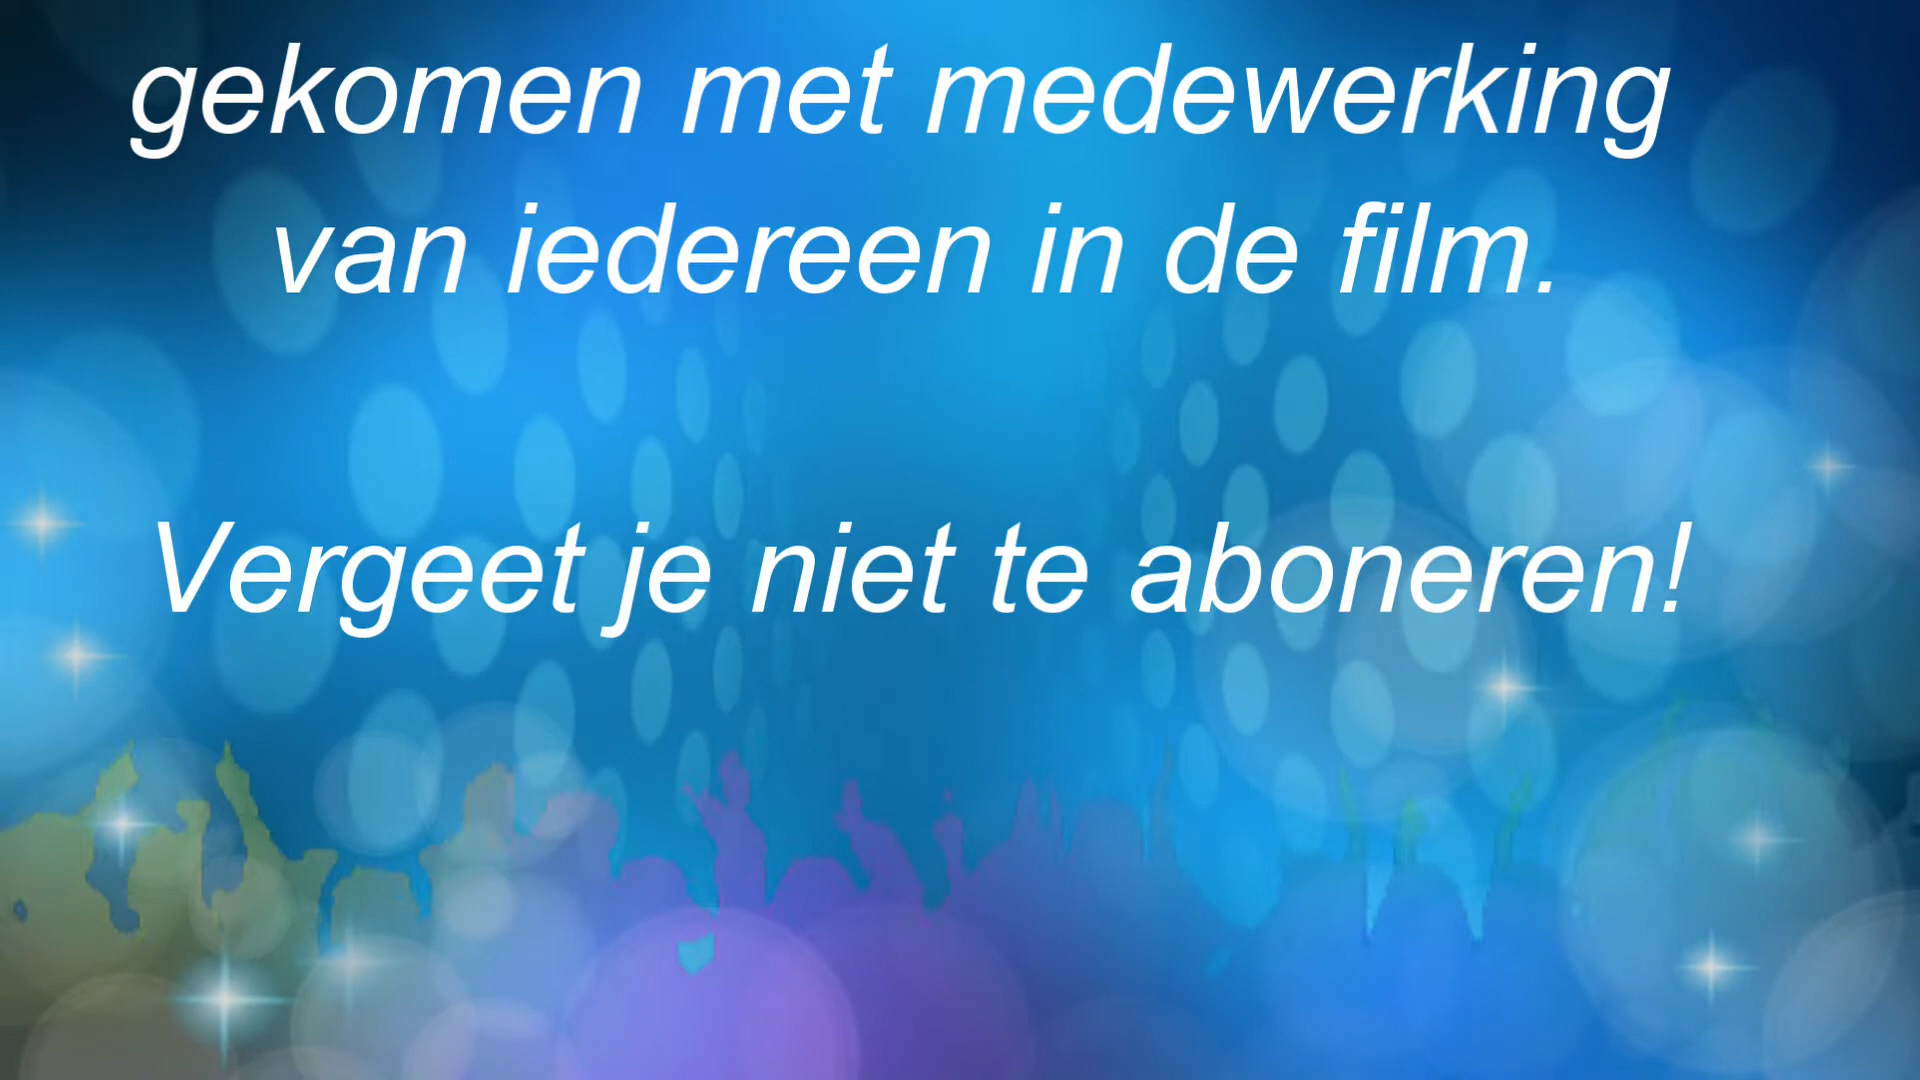 gekomen met medewerking
van iedereen in de film.
Vergeet je niet te aboneren!